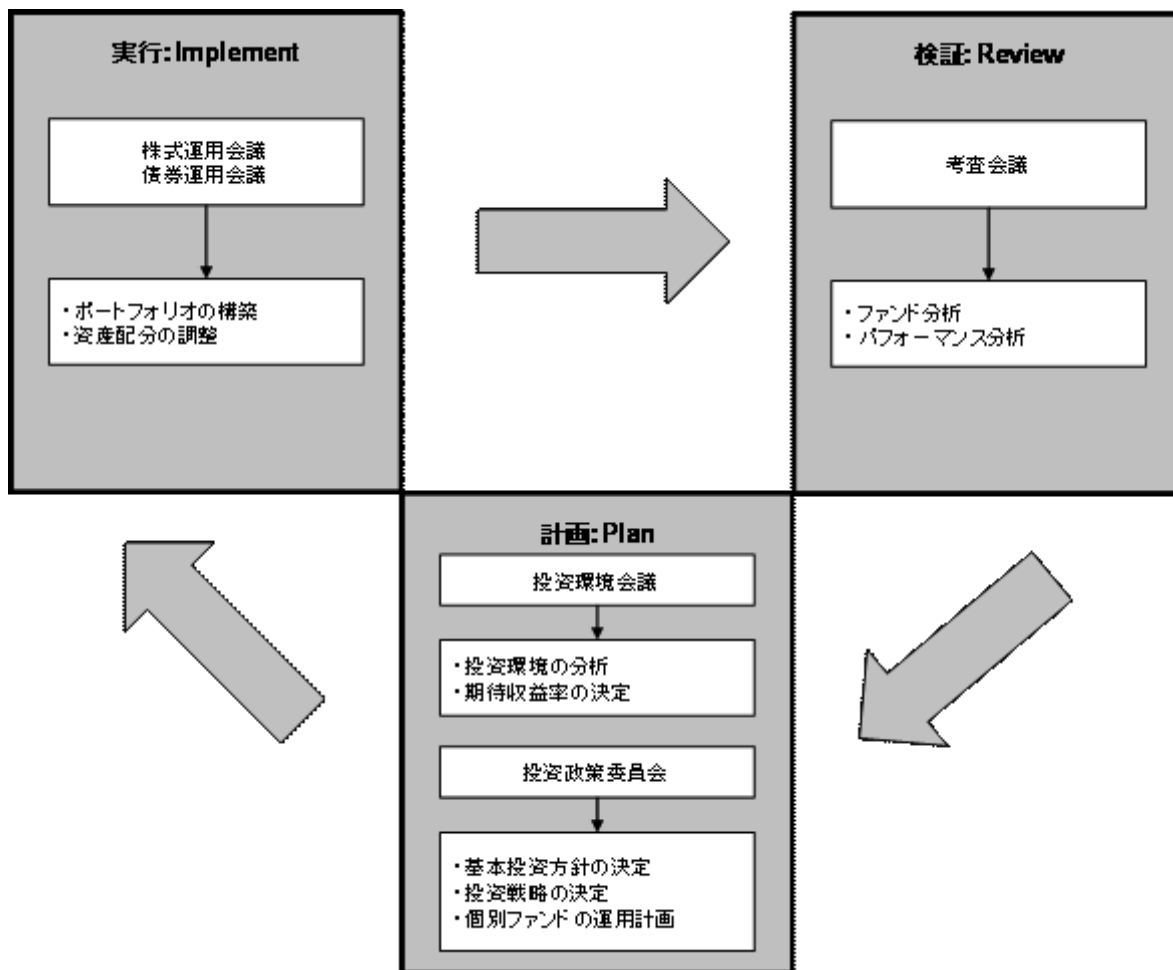 実行: Implement
株式運用会議
債券運用会議
・ポートフォリオの構築
・資産配分の調整
検証: Review
考査会議
・ファンド分析
・パフォーマンス分析
計画: Plan
投資環境会議
・投資環境の分析
・期待収益率の決定
投資政策委員会
・基本投資方針の決定
・投資戦略の決定
・個別ファンドの運用計画